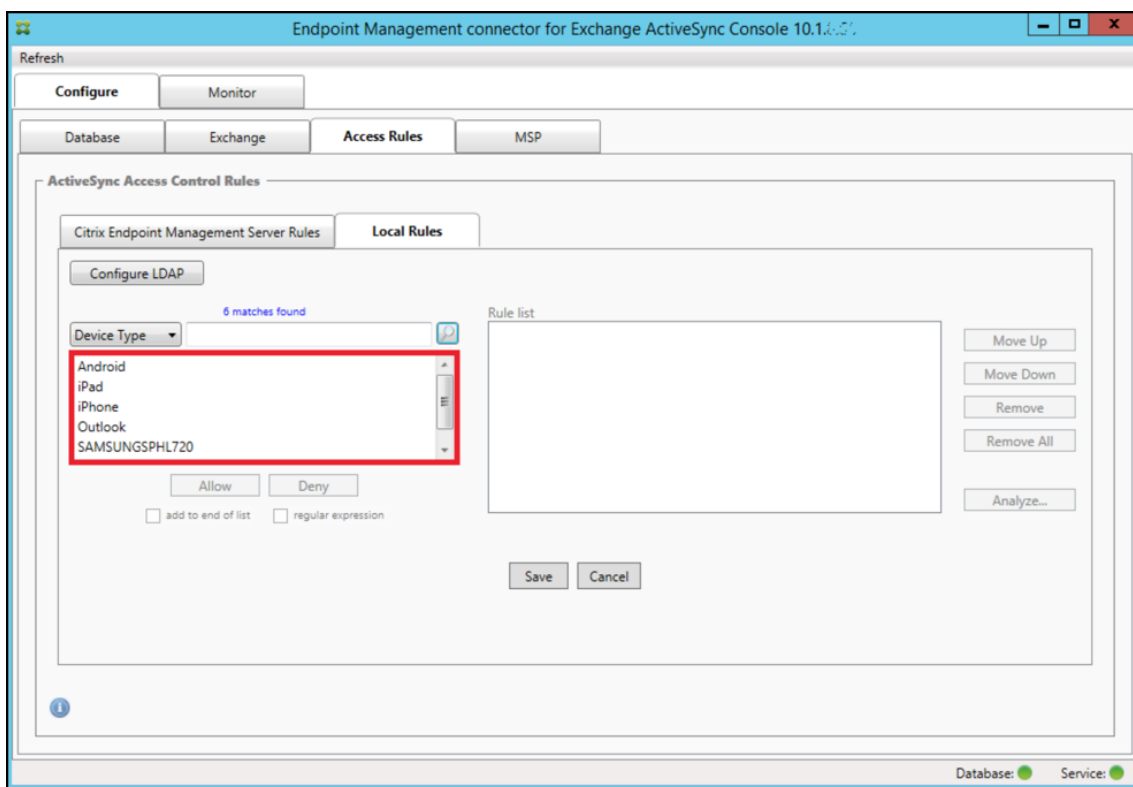 Endpoint Management connector for Exchange ActiveSync Console 10.1.
Refresh
Configure Monitor
Database Exchange Access Rules MSP
ActiveSync Access Control Rules
Citrix Endpoint Management Server Rules Local Rules
Configure LDAP
6 matches found
Rule list
Device Type
Android
iPad
iPhone
Outlook
SAMSUNGSPHL720
Move Up
Move Down
Remove
Remove All
Allow Deny
Analyze...
add to end of list regular expression
Save Cancel
Database: Service: